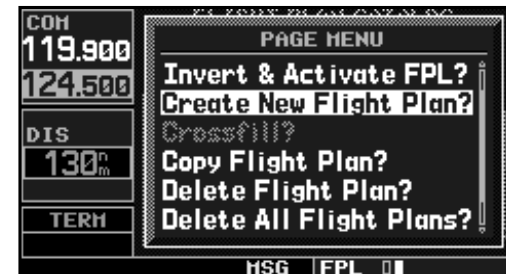 COM
119.900
124.500
DIS
130nm
TERM
PAGE MENU
Invert & Activate FPL?
Create New Flight Plan?
Crossfill?
Copy Flight Plan?
Delete Flight Plan?
Delete All Flight Plans?
MSG FPL